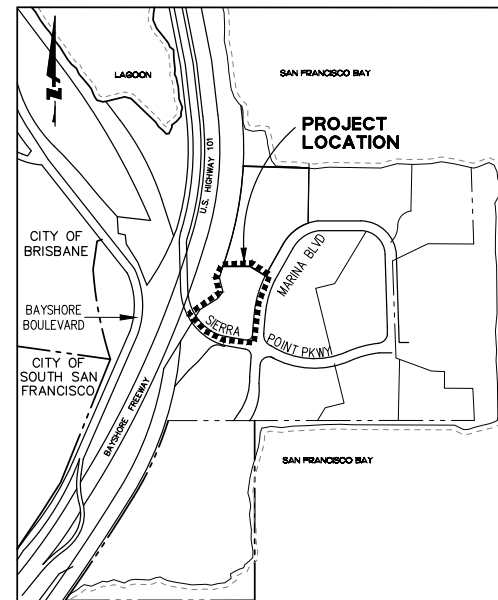 LAGOON
SAN FRANCISCO BAY
N
PROJECT
LOCATION
U.S. HIGHWAY 101
CITY OF
BRISBANE
MARINA BLVD
BAYSHORE
BOULEVARD
SIERRA
POINT PKWY
CITY OF
SOUTH SAN
FRANCISCO
BAYSHORE FREEWAY
SAN FRANCISCO BAY